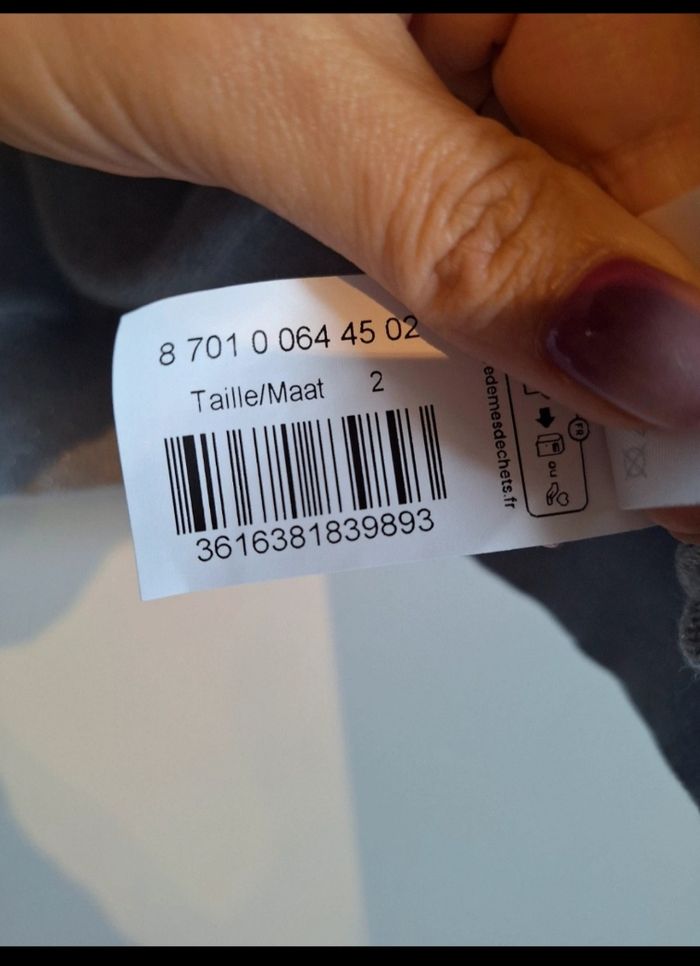 8 701 0 064 45 02
Taille/Maat 2
3616381839893
edemesdechets.fr
FR
ou